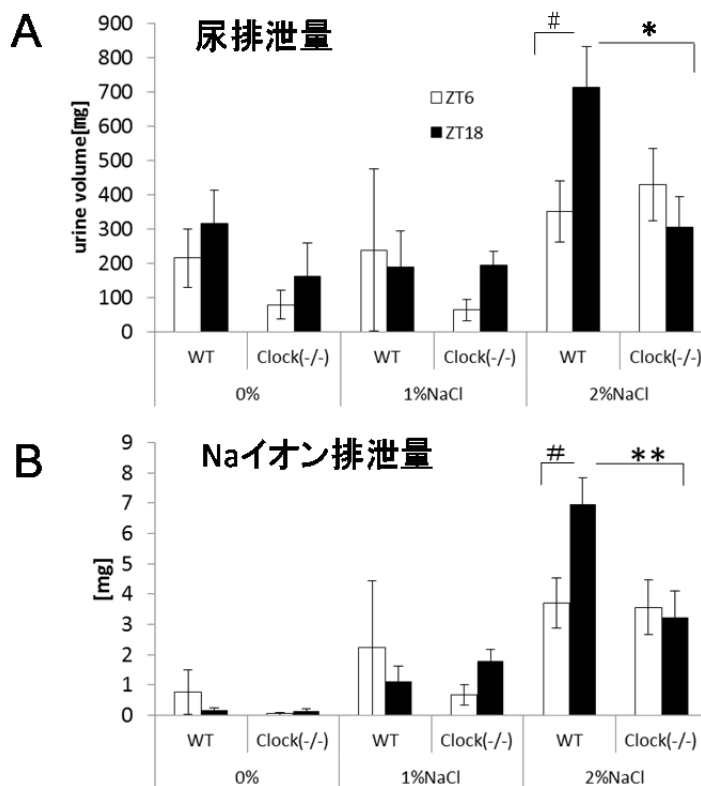 A
尿排泄量
urine volume[mg]
900
800
700
600
500
400
300
200
100
0
#
*
ZT6
ZT18
WT Clock(-/-) WT Clock(-/-) WT Clock(-/-)
0% 1%NaCl 2%NaCl
B
Naイオン排泄量
[mg]
9
8
7
6
5
4
3
2
1
0
#
**
WT Clock(-/-) WT Clock(-/-) WT Clock(-/-)
0% 1%NaCl 2%NaCl